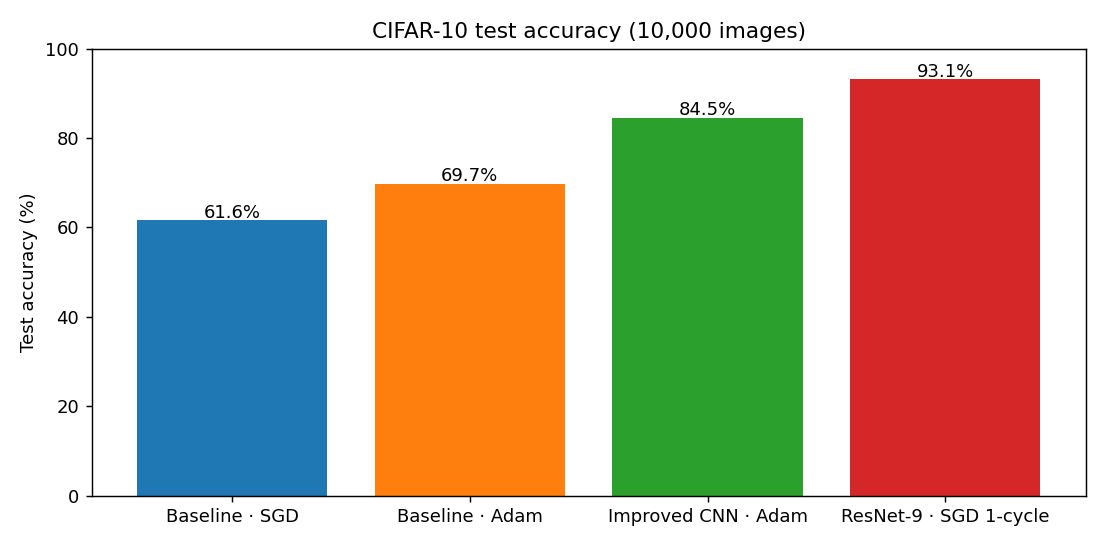 CIFAR-10 test accuracy (10,000 images)
Test accuracy (%)
100
80
60
40
20
0
61.6%
69.7%
84.5%
93.1%
Baseline · SGD
Baseline · Adam
Improved CNN · Adam
ResNet-9 · SGD 1-cycle